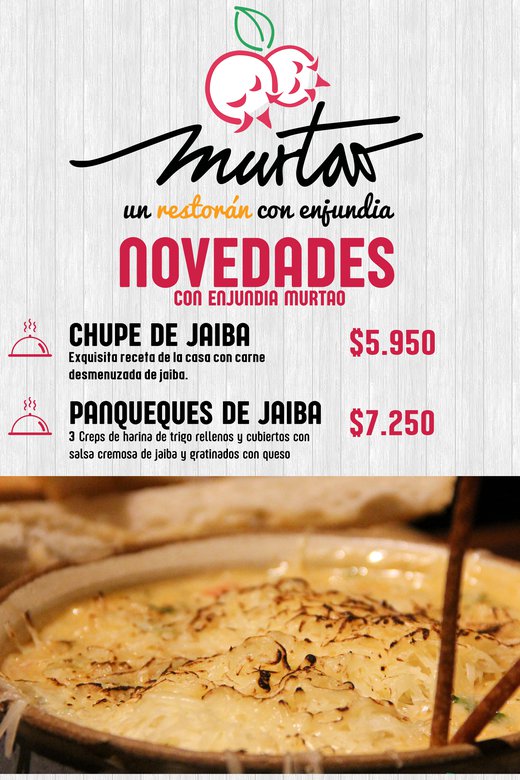 murtao
un restorán con enjundia
NOVEDADES
CON ENJUNDIA MURTAO
CHUPE DE JAIBA
$5.950
Exquisita receta de la casa con carne
desmenuzada de jaiba.
PANQUEQUES DE JAIBA
$7.250
3 Creps de harina de trigo rellenos y cubiertos con
salsa cremosa de jaiba y gratinados con queso